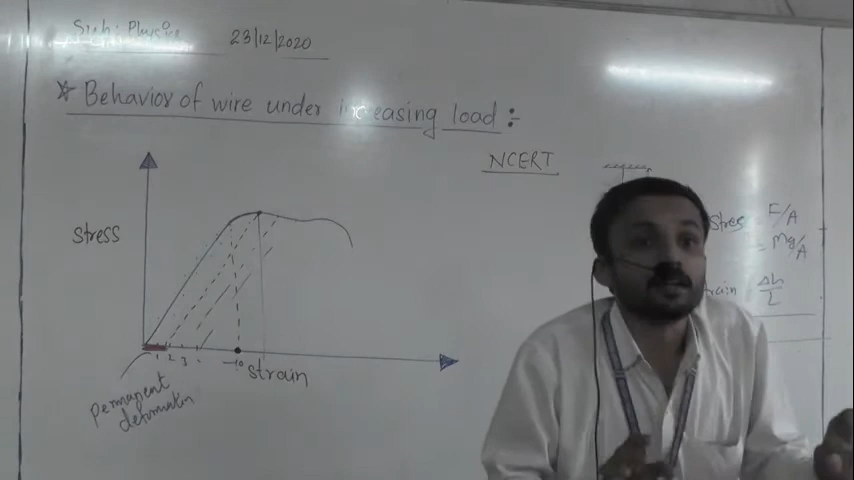 Sub: Physics
23/12/2020
* Behavior of wire under increasing load :-
NCERT
stress
Stress = F/A
= Mg/A
Strain = ΔL/L
1 2 3
10
strain
Permanent
deformation